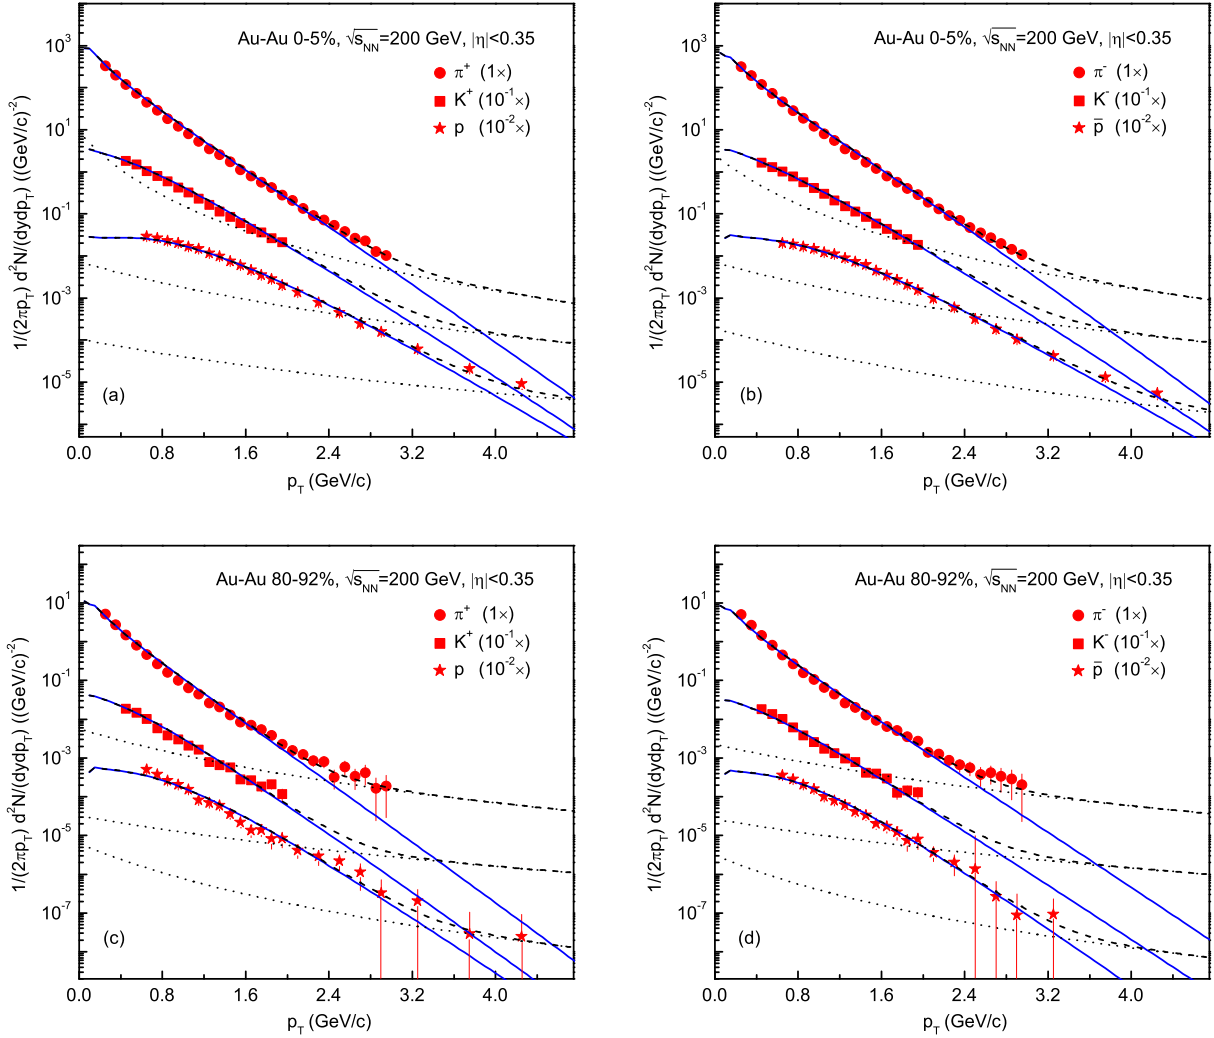 Au-Au 0-5%, √s_NN=200 GeV, |η|<0.35
π⁺ (1×)
K⁺ (10⁻¹×)
p (10⁻²×)
10³
10¹
10⁻¹
10⁻³
10⁻⁵
1/(2πp_T) d²N/(dydp_T) ((GeV/c)⁻²)
(a)
0.0 0.8 1.6 2.4 3.2 4.0
p_T (GeV/c)
Au-Au 0-5%, √s_NN=200 GeV, |η|<0.35
π⁻ (1×)
K⁻ (10⁻¹×)
p̄ (10⁻²×)
10³
10¹
10⁻¹
10⁻³
10⁻⁵
1/(2πp_T) d²N/(dydp_T) ((GeV/c)⁻²)
(b)
0.0 0.8 1.6 2.4 3.2 4.0
p_T (GeV/c)
Au-Au 80-92%, √s_NN=200 GeV, |η|<0.35
π⁺ (1×)
K⁺ (10⁻¹×)
p (10⁻²×)
10¹
10⁻¹
10⁻³
10⁻⁵
10⁻⁷
1/(2πp_T) d²N/(dydp_T) ((GeV/c)⁻²)
(c)
0.0 0.8 1.6 2.4 3.2 4.0
p_T (GeV/c)
Au-Au 80-92%, √s_NN=200 GeV, |η|<0.35
π⁻ (1×)
K⁻ (10⁻¹×)
p̄ (10⁻²×)
10¹
10⁻¹
10⁻³
10⁻⁵
10⁻⁷
1/(2πp_T) d²N/(dydp_T) ((GeV/c)⁻²)
(d)
0.0 0.8 1.6 2.4 3.2 4.0
p_T (GeV/c)